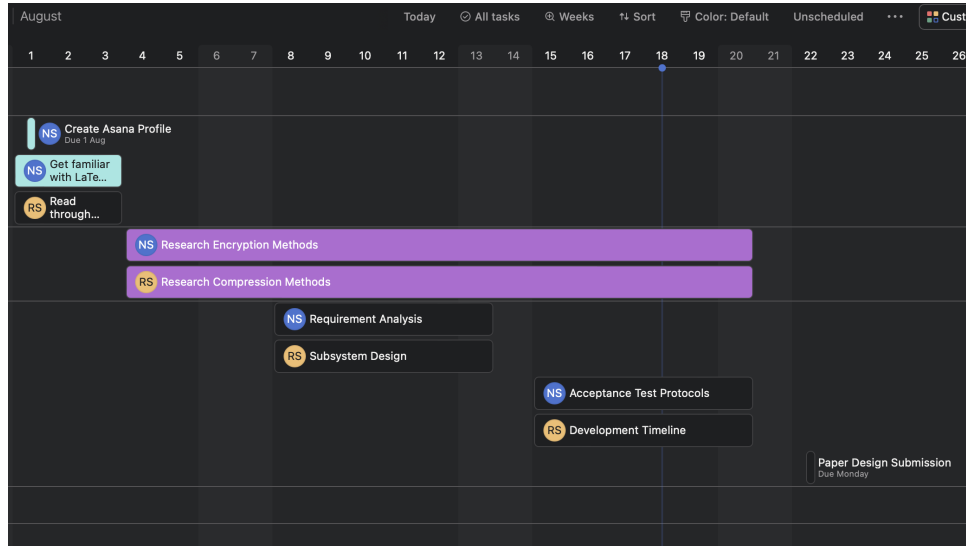 August Today All tasks Weeks Sort Color: Default Unscheduled ... Cust
1 2 3 4 5 6 7 8 9 10 11 12 13 14 15 16 17 18 19 20 21 22 23 24 25 26
NS Create Asana Profile
Due 1 Aug
NS Get familiar
with LaTe...
RS Read
through...
NS Research Encryption Methods
RS Research Compression Methods
NS Requirement Analysis
RS Subsystem Design
NS Acceptance Test Protocols
RS Development Timeline
Paper Design Submission
Due Monday